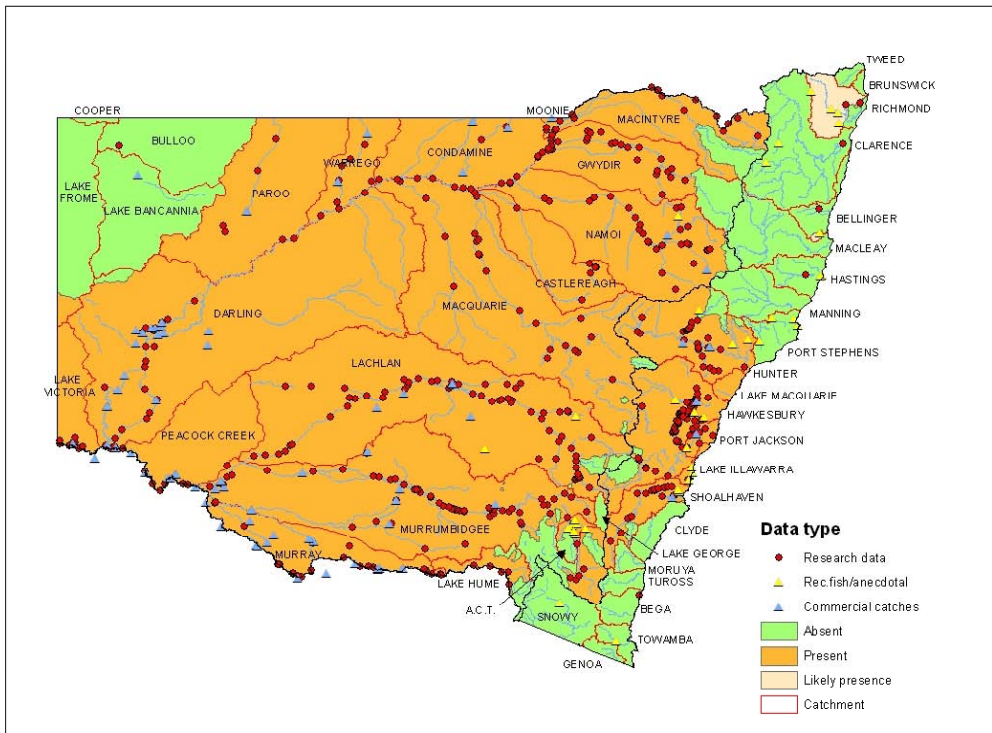 TWEED
BRUNSWICK
RICHMOND
COOPER
MOONIE
MACINTYRE
BULLOO
CONDAMINE
CLARENCE
WARREGO
GWYDIR
LAKE
FROME
PAROO
LAKE BANCANNIA
BELLINGER
NAMOI
MACLEAY
HASTINGS
CASTLEREAGH
DARLING
MACQUARIE
MANNING
PORT STEPHENS
LACHLAN
HUNTER
LAKE
VICTORIA
LAKE MACQUARIE
HAWKESBURY
PEACOCK CREEK
PORT JACKSON
LAKE ILLAWARRA
SHOALHAVEN
MURRUMBIDGEE
CLYDE
MURRAY
LAKE GEORGE
LAKE HUME
MORUYA
TUROSS
A.C.T.
SNOWY
BEGA
TOWAMBA
GENOA
Data type
Research data
Rec.fish/anecdotal
Commercial catches
Absent
Present
Likely presence
Catchment